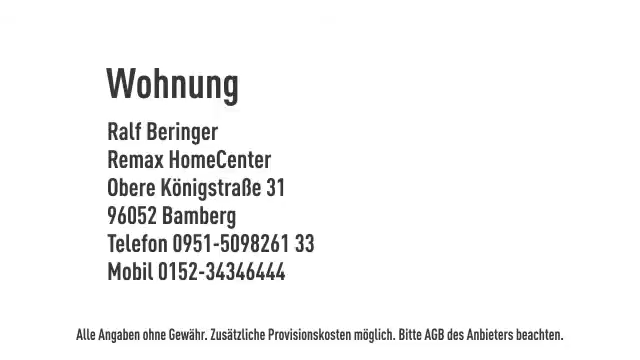 Wohnung
Ralf Beringer
Remax HomeCenter
Obere Königstraße 31
96052 Bamberg
Telefon 0951-5098261 33
Mobil 0152-34346444
Alle Angaben ohne Gewähr. Zusätzliche Provisionskosten möglich. Bitte AGB des Anbieters beachten.